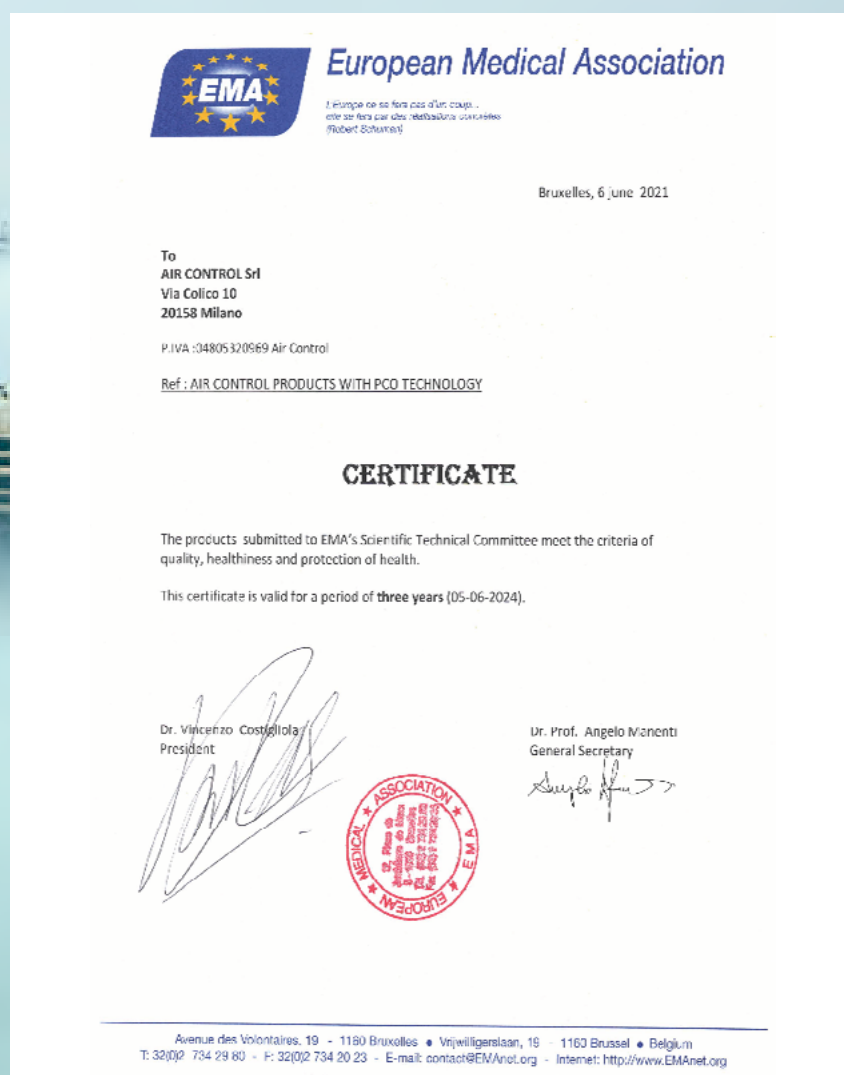 EMA
European Medical Association
L'Europe ne se fera pas d'un coup...
elle se fera par des réalisations concrètes
(Robert Schuman)
Bruxelles, 6 june 2021
To
AIR CONTROL Srl
Via Colico 10
20158 Milano
P.IVA :04805320969 Air Control
Ref : AIR CONTROL PRODUCTS WITH PCO TECHNOLOGY
CERTIFICATE
The products submitted to EMA's Scientific Technical Committee meet the criteria of
quality, healthiness and protection of health.
This certificate is valid for a period of three years (05-06-2024).
Dr. Vincenzo Costigliola
President
Dr. Prof. Angelo Manenti
General Secretary
EUROPEAN ★ MEDICAL ★ ASSOCIATION ★ EMA ★
12, Place de
B-1030 Bruxelles
Avenue des Volontaires, 19 - 1160 Bruxelles ● Vrijwilligerslaan, 19 - 1160 Brussel ● Belgium
T: 32(0)2 734 29 80 - F: 32(0)2 734 20 23 - E-mail: contact@EMAnet.org - Internet: http://www.EMAnet.org